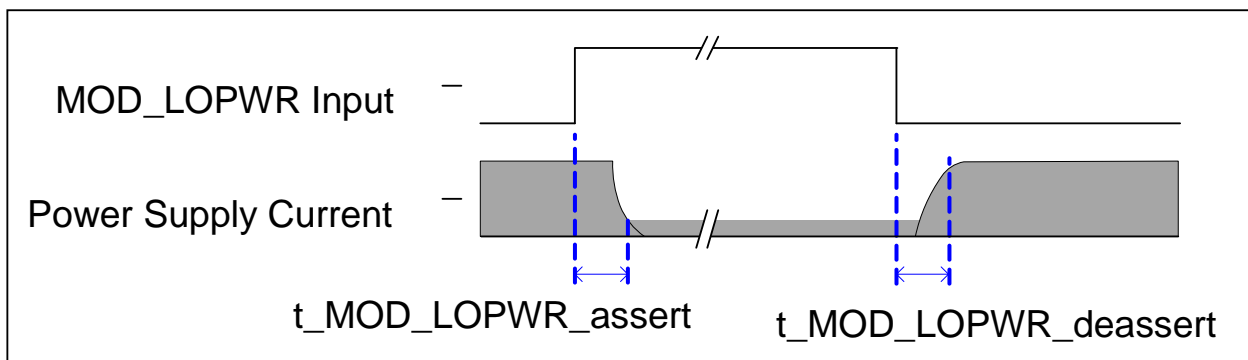 MOD_LOPWR Input
Power Supply Current
t_MOD_LOPWR_assert
t_MOD_LOPWR_deassert